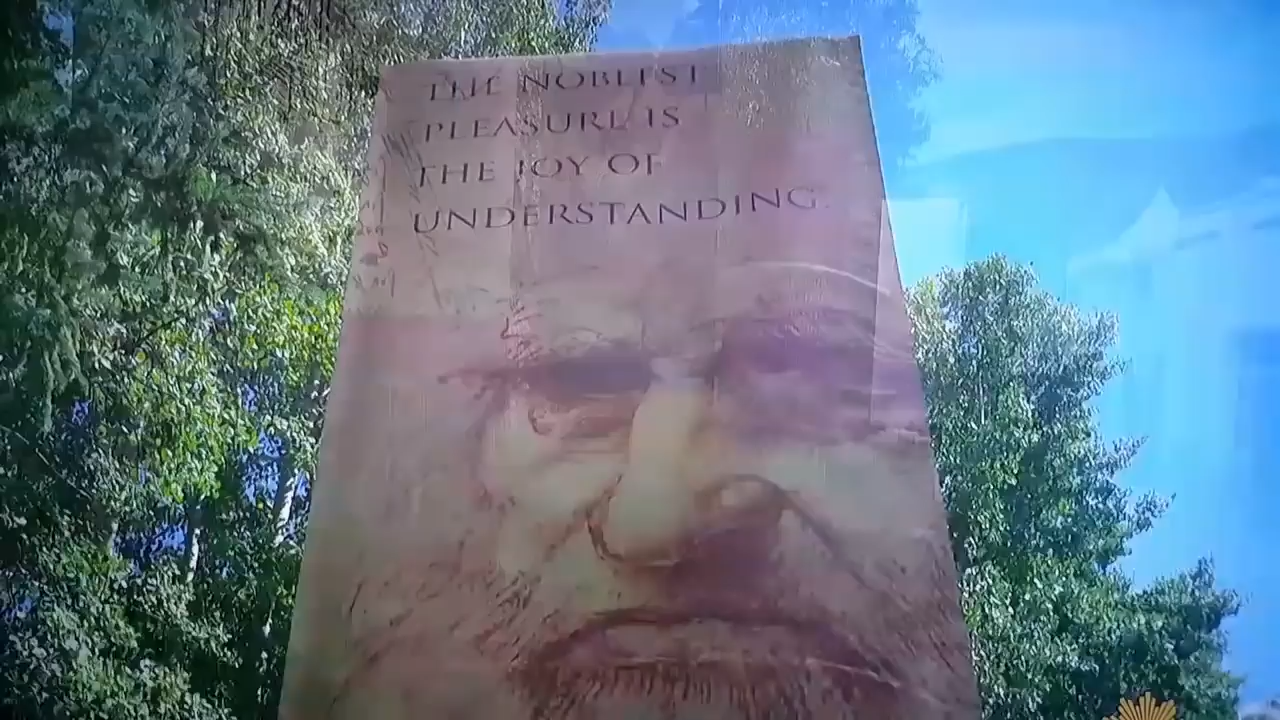 THE NOBLEST
PLEASURE IS
THE JOY OF
UNDERSTANDING.